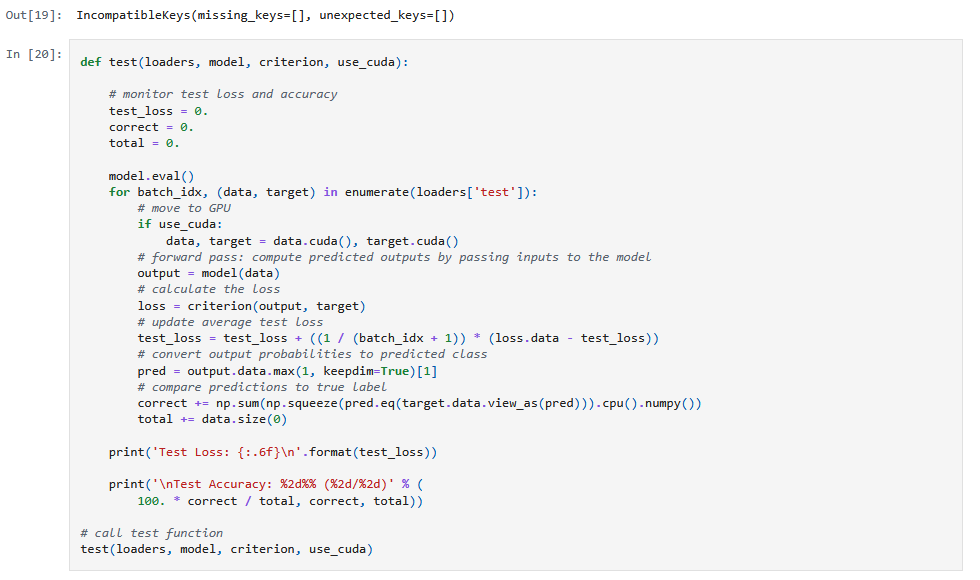 Out[19]: IncompatibleKeys(missing_keys=[], unexpected_keys=[])
In [20]:
def test(loaders, model, criterion, use_cuda):

    # monitor test loss and accuracy
    test_loss = 0.
    correct = 0.
    total = 0.

    model.eval()
    for batch_idx, (data, target) in enumerate(loaders['test']):
        # move to GPU
        if use_cuda:
            data, target = data.cuda(), target.cuda()
        # forward pass: compute predicted outputs by passing inputs to the model
        output = model(data)
        # calculate the loss
        loss = criterion(output, target)
        # update average test loss
        test_loss = test_loss + ((1 / (batch_idx + 1)) * (loss.data - test_loss))
        # convert output probabilities to predicted class
        pred = output.data.max(1, keepdim=True)[1]
        # compare predictions to true label
        correct += np.sum(np.squeeze(pred.eq(target.data.view_as(pred))).cpu().numpy())
        total += data.size(0)

    print('Test Loss: {:.6f}\n'.format(test_loss))

    print('\nTest Accuracy: %2d%% (%2d/%2d)' % (
        100. * correct / total, correct, total))

# call test function
test(loaders, model, criterion, use_cuda)